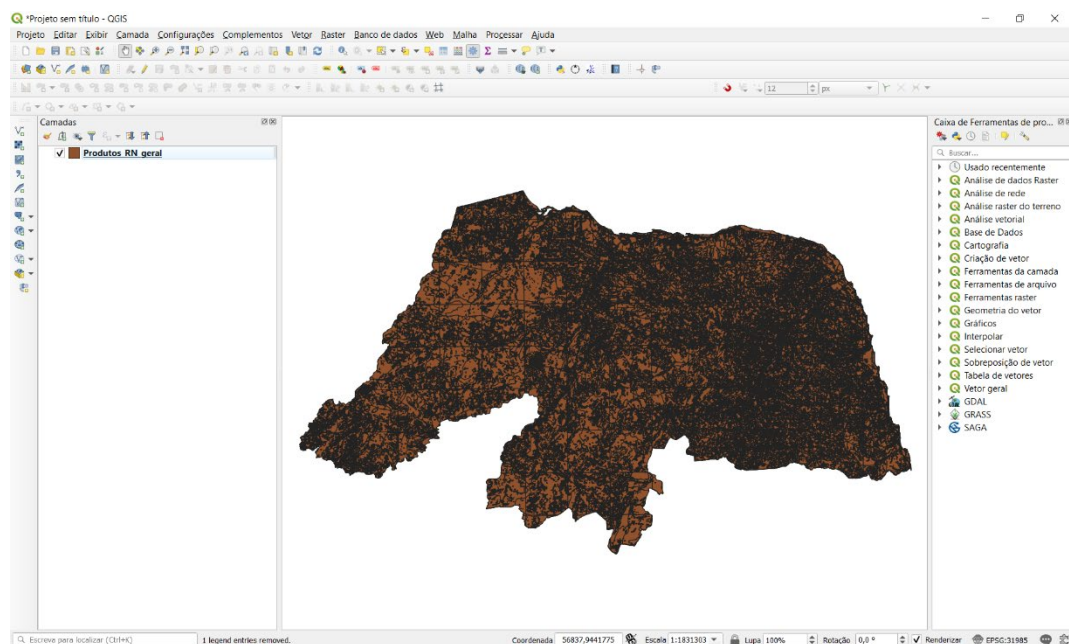 *Projeto sem título - QGIS
Projeto Editar Exibir Camada Configurações Complementos Vetor Raster Banco de dados Web Malha Processar Ajuda
12
px
Camadas
Produtos RN geral
Caixa de Ferramentas de pro...
Buscar...
Usado recentemente
Análise de dados Raster
Análise de rede
Análise raster do terreno
Análise vetorial
Base de Dados
Cartografia
Criação de vetor
Ferramentas da camada
Ferramentas de arquivo
Ferramentas raster
Geometria do vetor
Gráficos
Interpolar
Selecionar vetor
Sobreposição de vetor
Tabela de vetores
Vetor geral
GDAL
GRASS
SAGA
Escreva para localizar (Ctrl+K) 1 legend entries removed. Coordenada 56837,9441775 Escala 1:1831303 Lupa 100% Rotação 0,0 ° Renderizar EPSG:31985